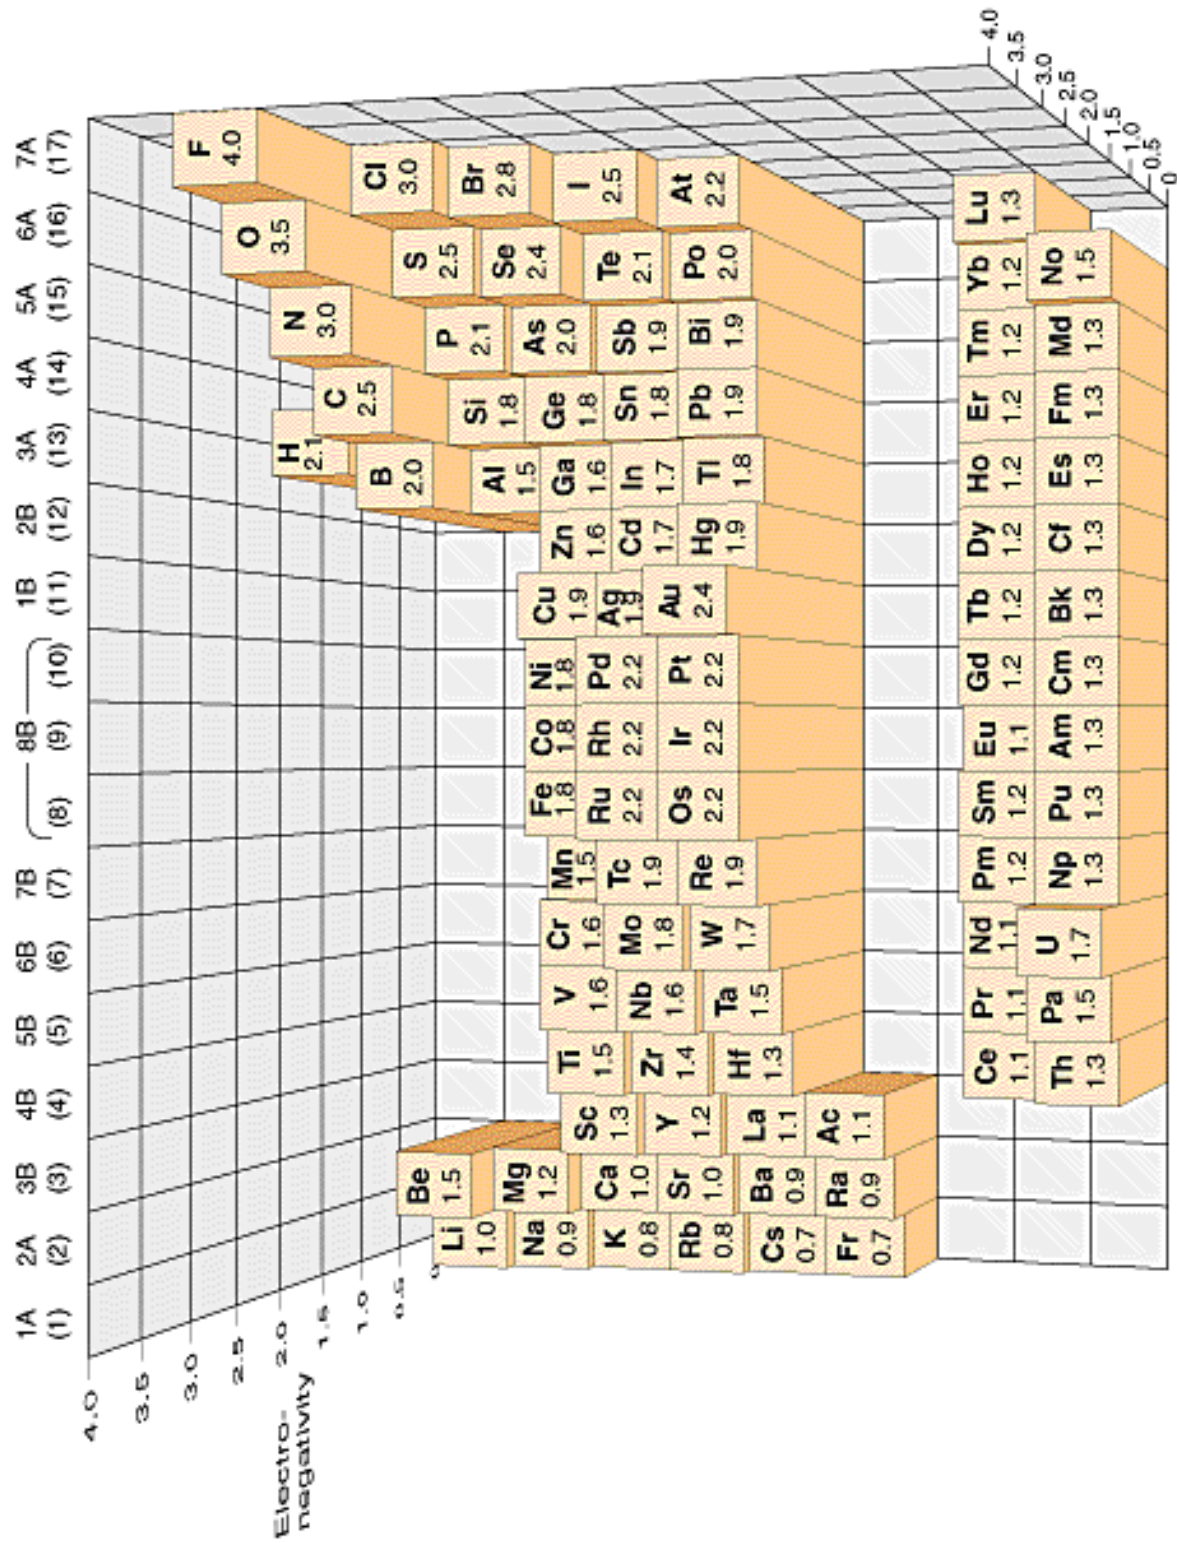 1A 2A 3B 4B 5B 6B 7B 8B 1B 2B 3A 4A 5A 6A 7A
(1) (2) (3) (4) (5) (6) (7) (8) (9) (10) (11) (12) (13) (14) (15) (16) (17)
4.0
3.5
3.0
2.5
2.0
1.5
1.0
0.5
0
Electro-
negativity
H
2.1
Li Be B C N O F
1.0 1.5 2.0 2.5 3.0 3.5 4.0
Na Mg Al Si P S Cl
0.9 1.2 1.5 1.8 2.1 2.5 3.0
K Ca Sc Ti V Cr Mn Fe Co Ni Cu Zn Ga Ge As Se Br
0.8 1.0 1.3 1.5 1.6 1.6 1.5 1.8 1.8 1.8 1.9 1.6 1.6 1.8 2.0 2.4 2.8
Rb Sr Y Zr Nb Mo Tc Ru Rh Pd Ag Cd In Sn Sb Te I
0.8 1.0 1.2 1.4 1.6 1.8 1.9 2.2 2.2 2.2 1.9 1.7 1.7 1.8 1.9 2.1 2.5
Cs Ba La Hf Ta W Re Os Ir Pt Au Hg Tl Pb Bi Po At
0.7 0.9 1.1 1.3 1.5 1.7 1.9 2.2 2.2 2.2 2.4 1.9 1.8 1.9 1.9 2.0 2.2
Fr Ra Ac
0.7 0.9 1.1
Ce Pr Nd Pm Sm Eu Gd Tb Dy Ho Er Tm Yb Lu
1.1 1.1 1.1 1.2 1.2 1.1 1.2 1.2 1.2 1.2 1.2 1.2 1.2 1.3
Th Pa U Np Pu Am Cm Bk Cf Es Fm Md No
1.3 1.5 1.7 1.3 1.3 1.3 1.3 1.3 1.3 1.3 1.3 1.3 1.5
4.0
3.5
3.0
2.5
2.0
1.5
1.0
0.5
0